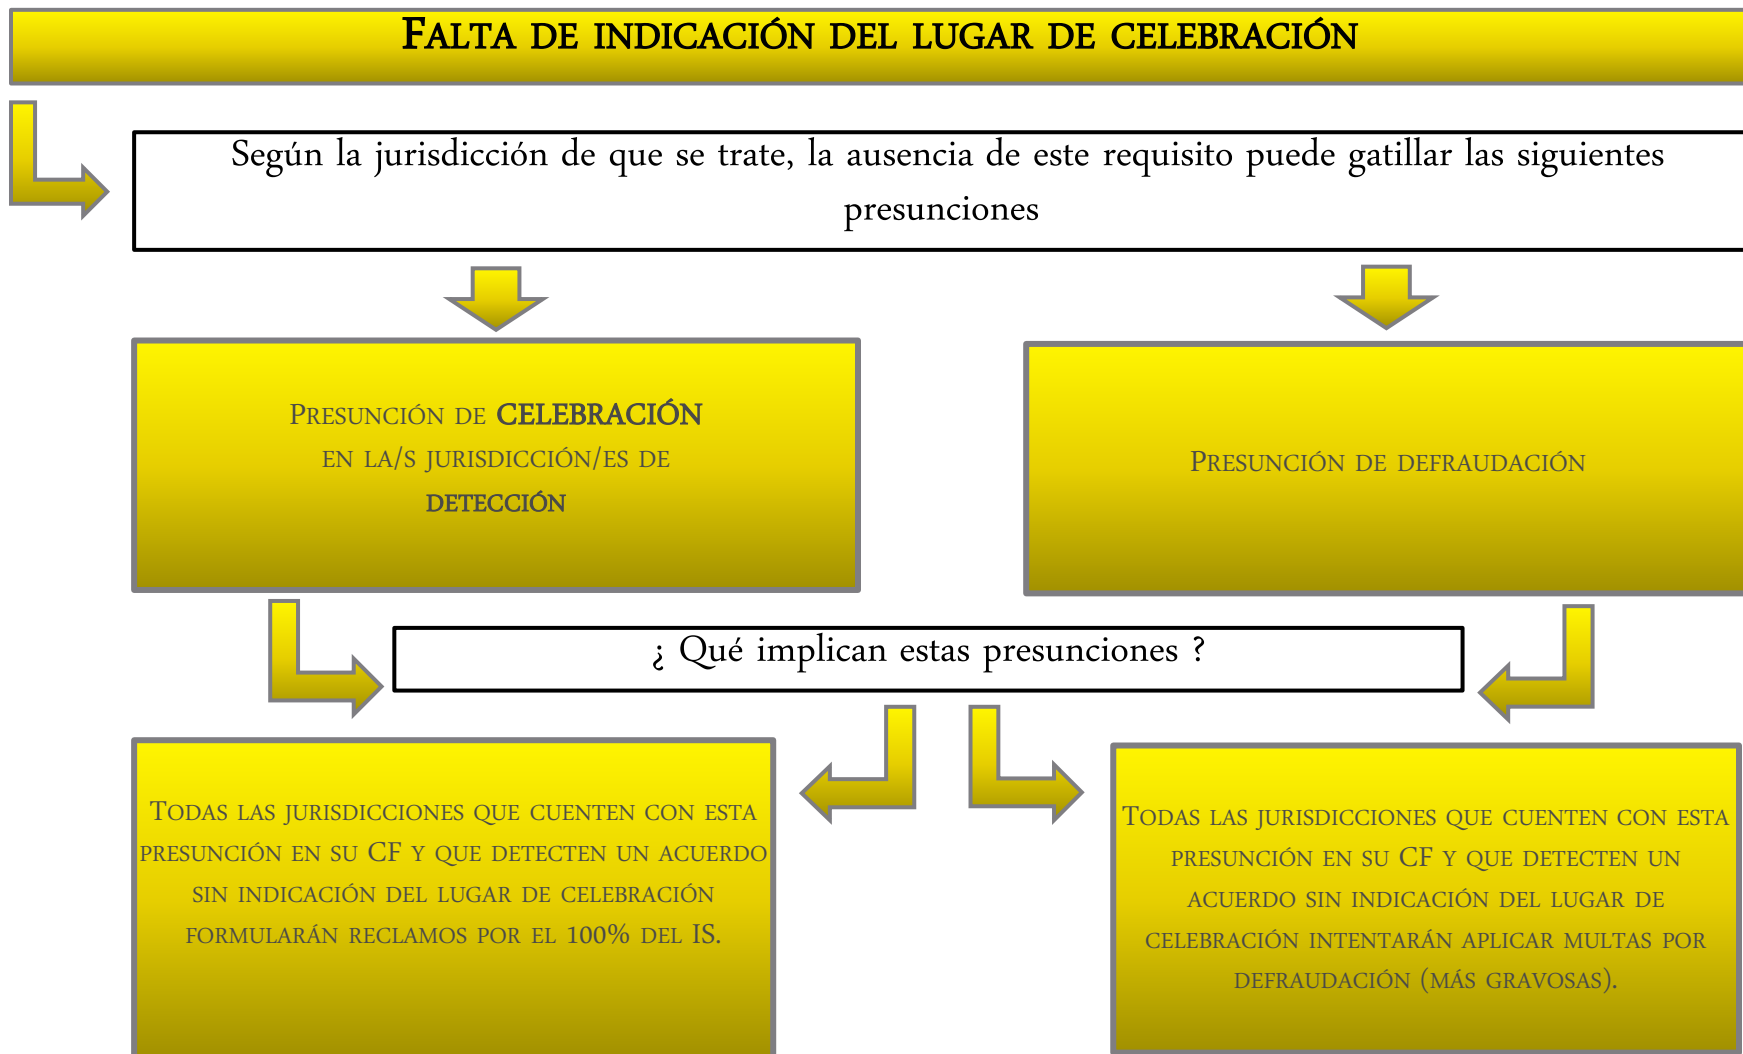 FALTA DE INDICACIÓN DEL LUGAR DE CELEBRACIÓN
Según la jurisdicción de que se trate, la ausencia de este requisito puede gatillar las siguientes
presunciones
PRESUNCIÓN DE CELEBRACIÓN
EN LA/S JURISDICCIÓN/ES DE
DETECCIÓN
PRESUNCIÓN DE DEFRAUDACIÓN
¿ Qué implican estas presunciones ?
TODAS LAS JURISDICCIONES QUE CUENTEN CON ESTA
PRESUNCIÓN EN SU CF Y QUE DETECTEN UN ACUERDO
SIN INDICACIÓN DEL LUGAR DE CELEBRACIÓN
FORMULARÁN RECLAMOS POR EL 100% DEL IS.
TODAS LAS JURISDICCIONES QUE CUENTEN CON ESTA
PRESUNCIÓN EN SU CF Y QUE DETECTEN UN
ACUERDO SIN INDICACIÓN DEL LUGAR DE
CELEBRACIÓN INTENTARÁN APLICAR MULTAS POR
DEFRAUDACIÓN (MÁS GRAVOSAS).